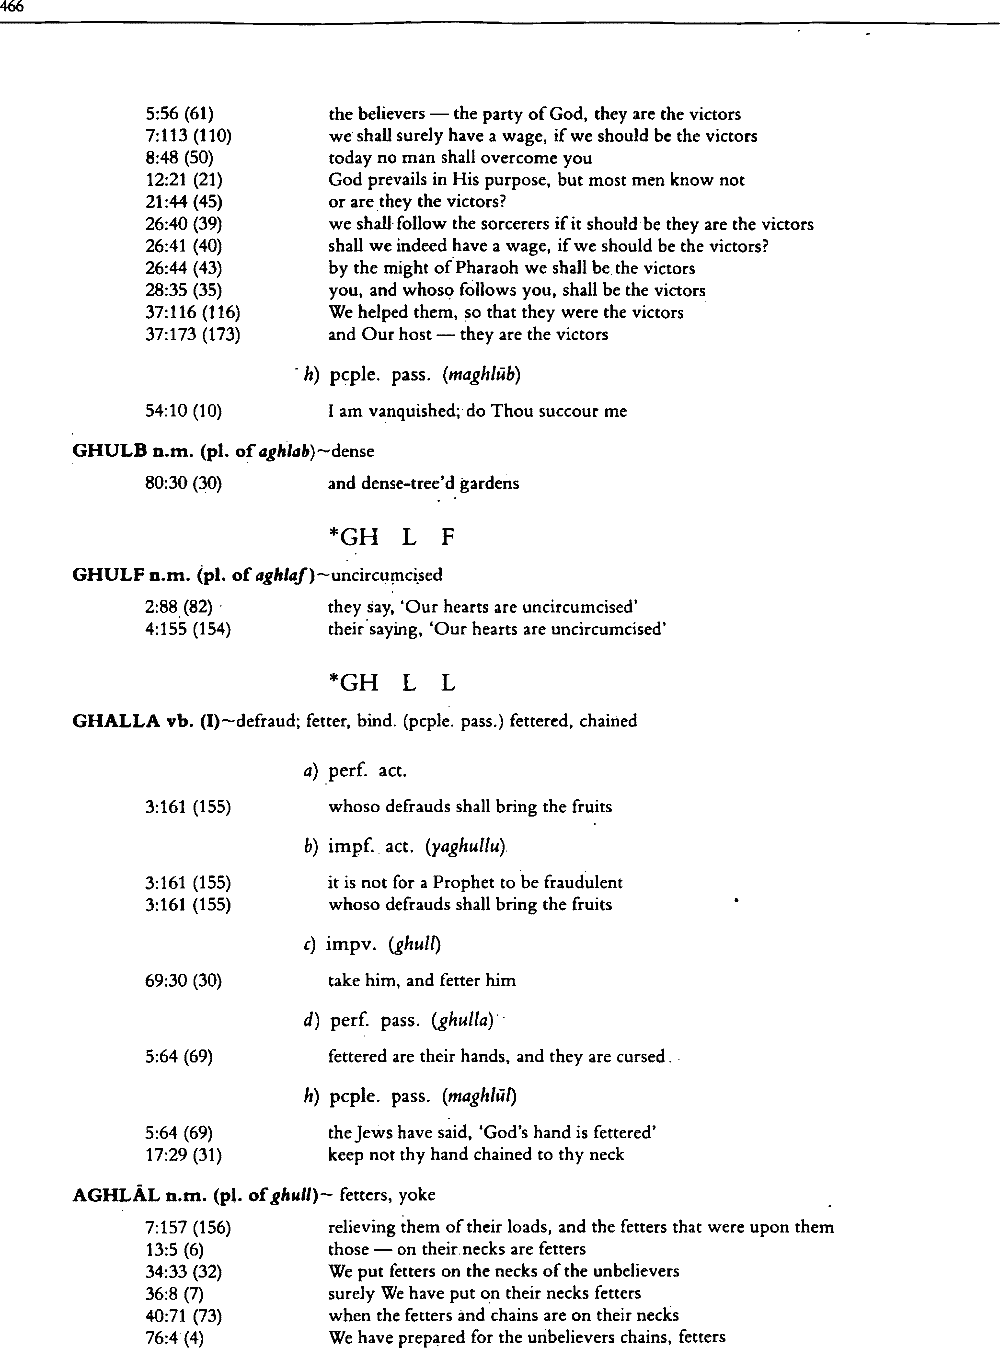 466
5:56 (61) the believers — the party of God, they are the victors
7:113 (110) we shall surely have a wage, if we should be the victors
8:48 (50) today no man shall overcome you
12:21 (21) God prevails in His purpose, but most men know not
21:44 (45) or are they the victors?
26:40 (39) we shall follow the sorcerers if it should be they are the victors
26:41 (40) shall we indeed have a wage, if we should be the victors?
26:44 (43) by the might of Pharaoh we shall be the victors
28:35 (35) you, and whoso follows you, shall be the victors
37:116 (116) We helped them, so that they were the victors
37:173 (173) and Our host — they are the victors
h) pcple. pass. (maghlūb)
54:10 (10) I am vanquished; do Thou succour me
GHULB n.m. (pl. of aghlab)~dense
80:30 (30) and dense-tree'd gardens
*GH L F
GHULF n.m. (pl. of aghlaf)~uncircumcised
2:88 (82) they say, 'Our hearts are uncircumcised'
4:155 (154) their saying, 'Our hearts are uncircumcised'
*GH L L
GHALLA vb. (I)~defraud; fetter, bind. (pcple. pass.) fettered, chained
a) perf. act.
3:161 (155) whoso defrauds shall bring the fruits
b) impf. act. (yaghullu)
3:161 (155) it is not for a Prophet to be fraudulent
3:161 (155) whoso defrauds shall bring the fruits
c) impv. (ghull)
69:30 (30) take him, and fetter him
d) perf. pass. (ghulla)
5:64 (69) fettered are their hands, and they are cursed
h) pcple. pass. (maghlūl)
5:64 (69) the Jews have said, 'God's hand is fettered'
17:29 (31) keep not thy hand chained to thy neck
AGHLĀL n.m. (pl. of ghull)~ fetters, yoke
7:157 (156) relieving them of their loads, and the fetters that were upon them
13:5 (6) those — on their necks are fetters
34:33 (32) We put fetters on the necks of the unbelievers
36:8 (7) surely We have put on their necks fetters
40:71 (73) when the fetters and chains are on their necks
76:4 (4) We have prepared for the unbelievers chains, fetters